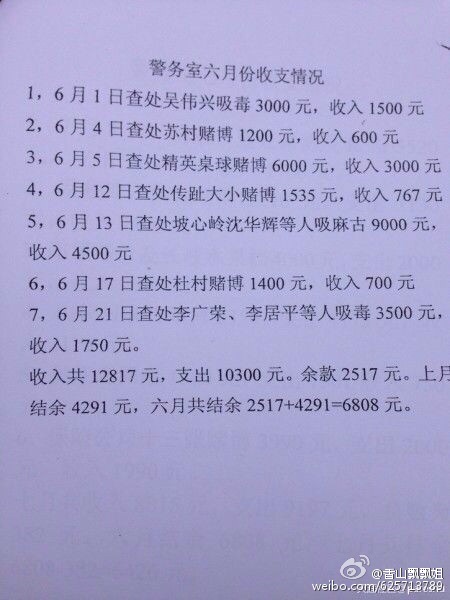 警务室六月份收支情况
1，6月1日查处吴伟兴吸毒 3000 元，收入 1500 元
2，6月4日查处苏村赌博 1200 元，收入 600 元
3，6月5日查处精英桌球赌博 6000 元，收入 3000 元
4，6月12日查处传趾大小赌博 1535 元，收入 767 元
5，6月13日查处坡心岭沈华辉等人吸麻古 9000 元，
收入 4500 元
6，6月17日查处杜村赌博 1400 元，收入 700 元
7，6月21日查处李广荣、李居平等人吸毒 3500 元，
收入 1750 元。
收入共 12817 元，支出 10300 元。余款 2517 元。上月
结余 4291 元，六月共结余 2517+4291=6808 元。
@香山飘飘姐
weibo.com/625713789